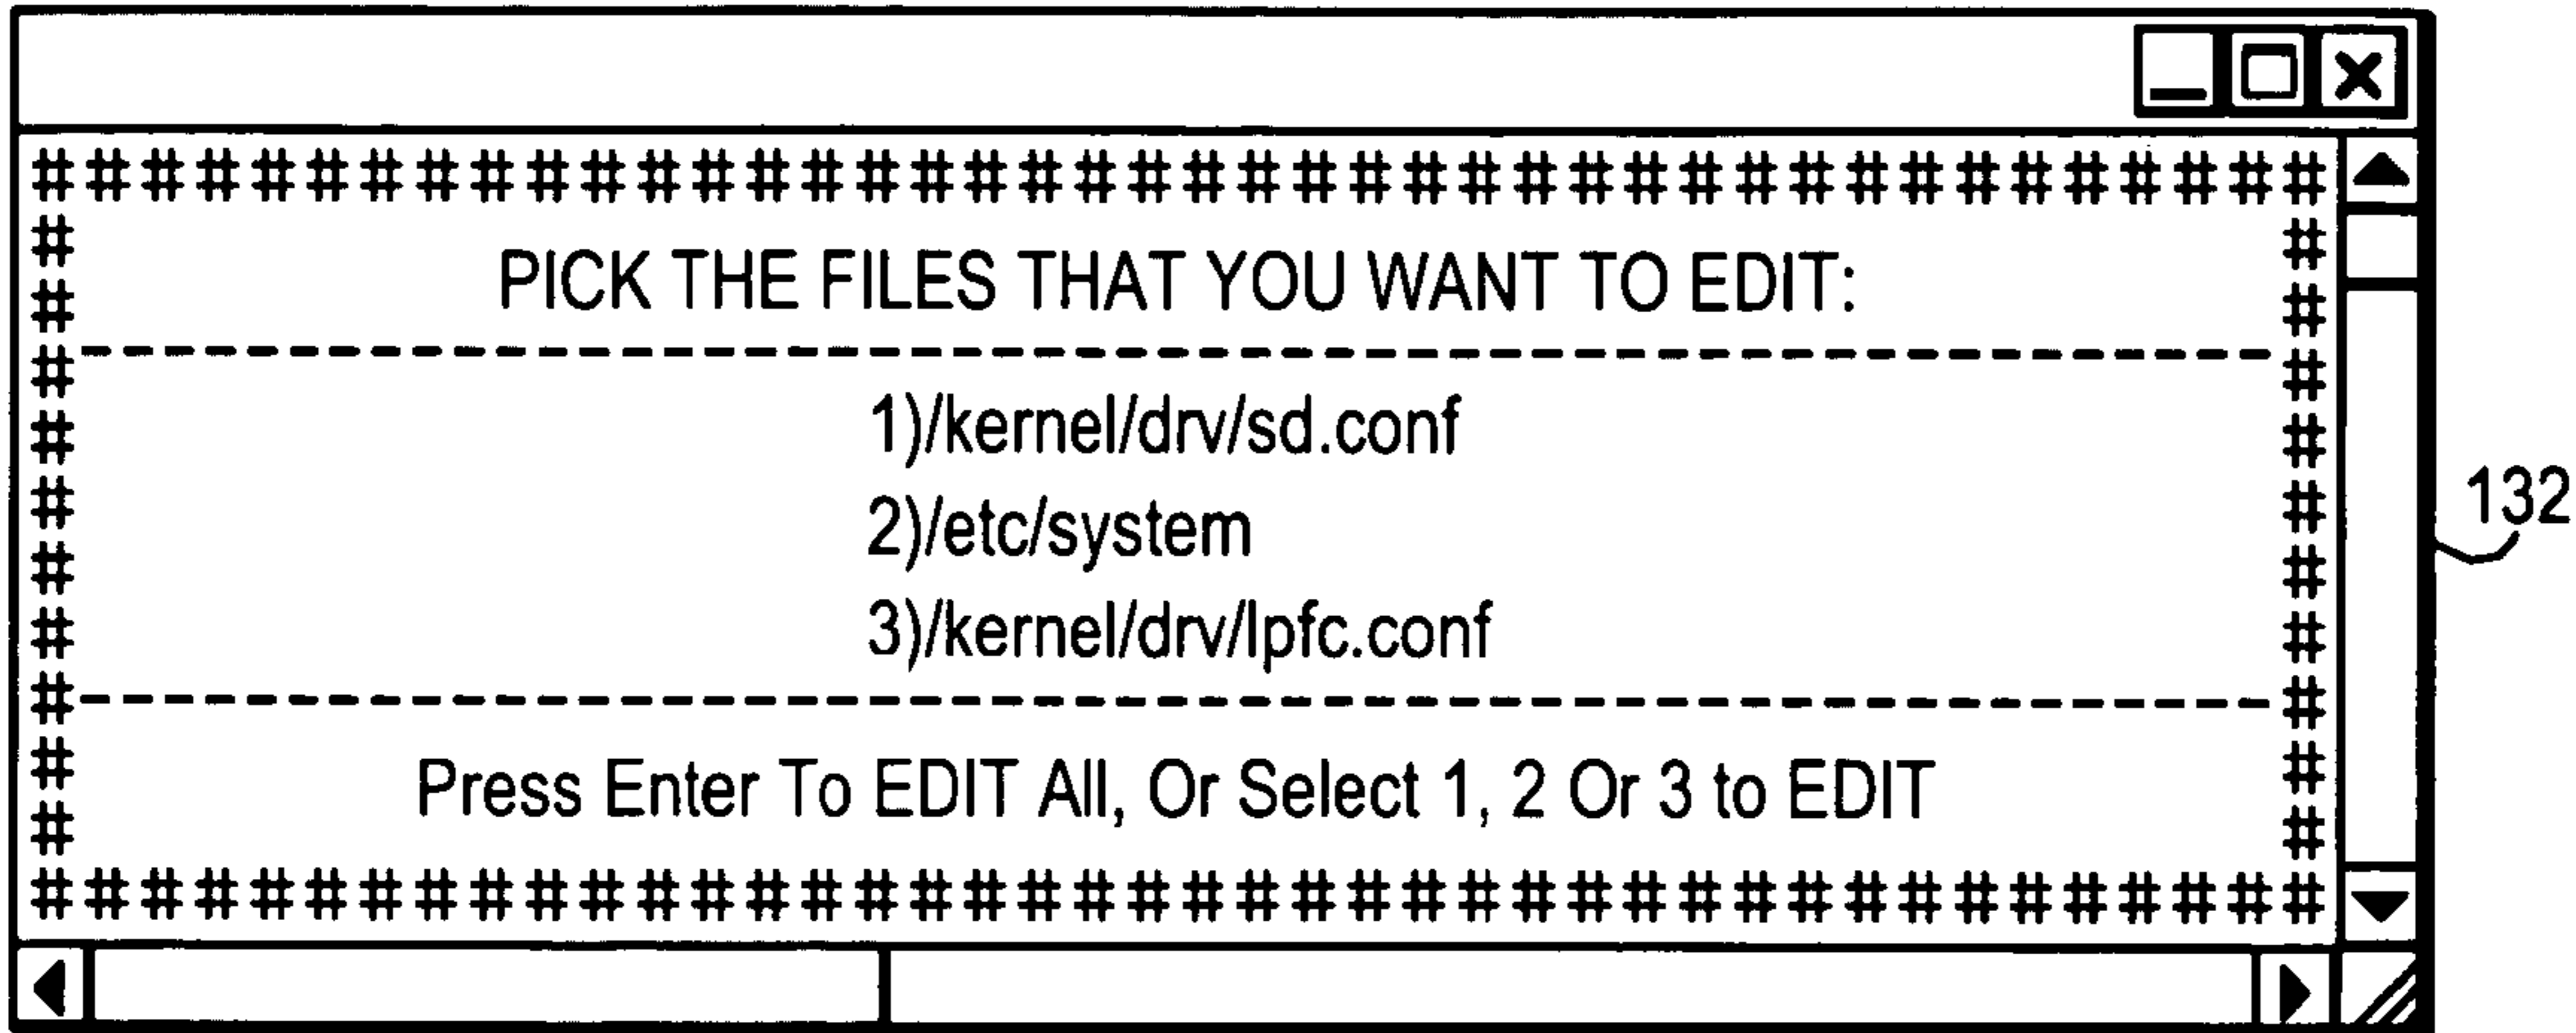 # # # # # # # # # # # # # # # # # # # # # # # # # # # # # # # # # # # # # # # # # #
# #
PICK THE FILES THAT YOU WANT TO EDIT:
# #
# - - - - - - - - - - - - - - - - - - - - - - - - - - - - - - - - - - - - - - - - - - - - - - - - - - - - - #
# 1)/kernel/drv/sd.conf #
# 2)/etc/system #
# #
# 3)/kernel/drv/lpfc.conf #
# - - - - - - - - - - - - - - - - - - - - - - - - - - - - - - - - - - - - - - - - - - - - - - - - - - - - - #
# Press Enter To EDIT All, Or Select 1, 2 Or 3 to EDIT #
# #
# # # # # # # # # # # # # # # # # # # # # # # # # # # # # # # # # # # # # # # # # #
132